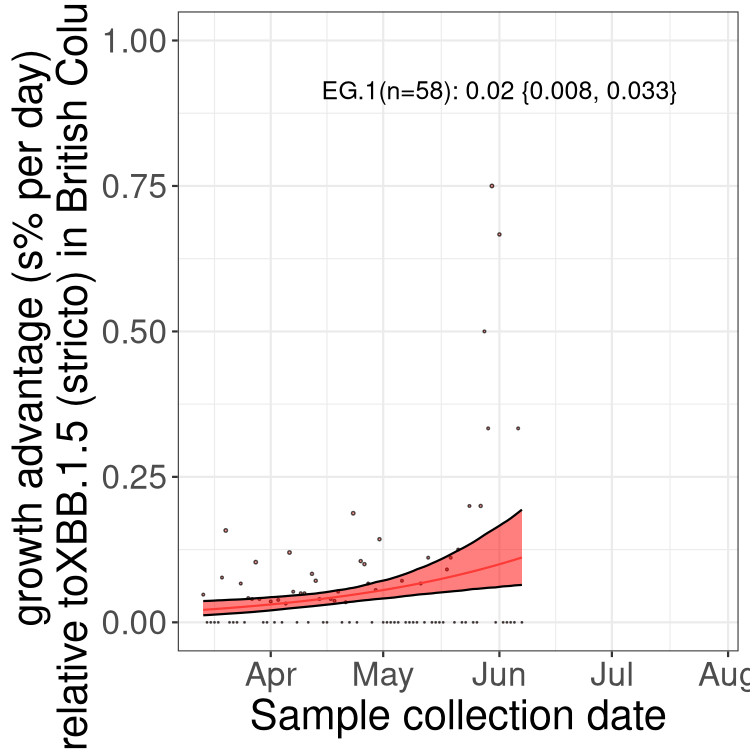 growth advantage (s% per day)
relative toXBB.1.5 (stricto) in British Colu
1.00
0.75
0.50
0.25
0.00
EG.1(n=58): 0.02 {0.008, 0.033}
Apr May Jun Jul Aug
Sample collection date